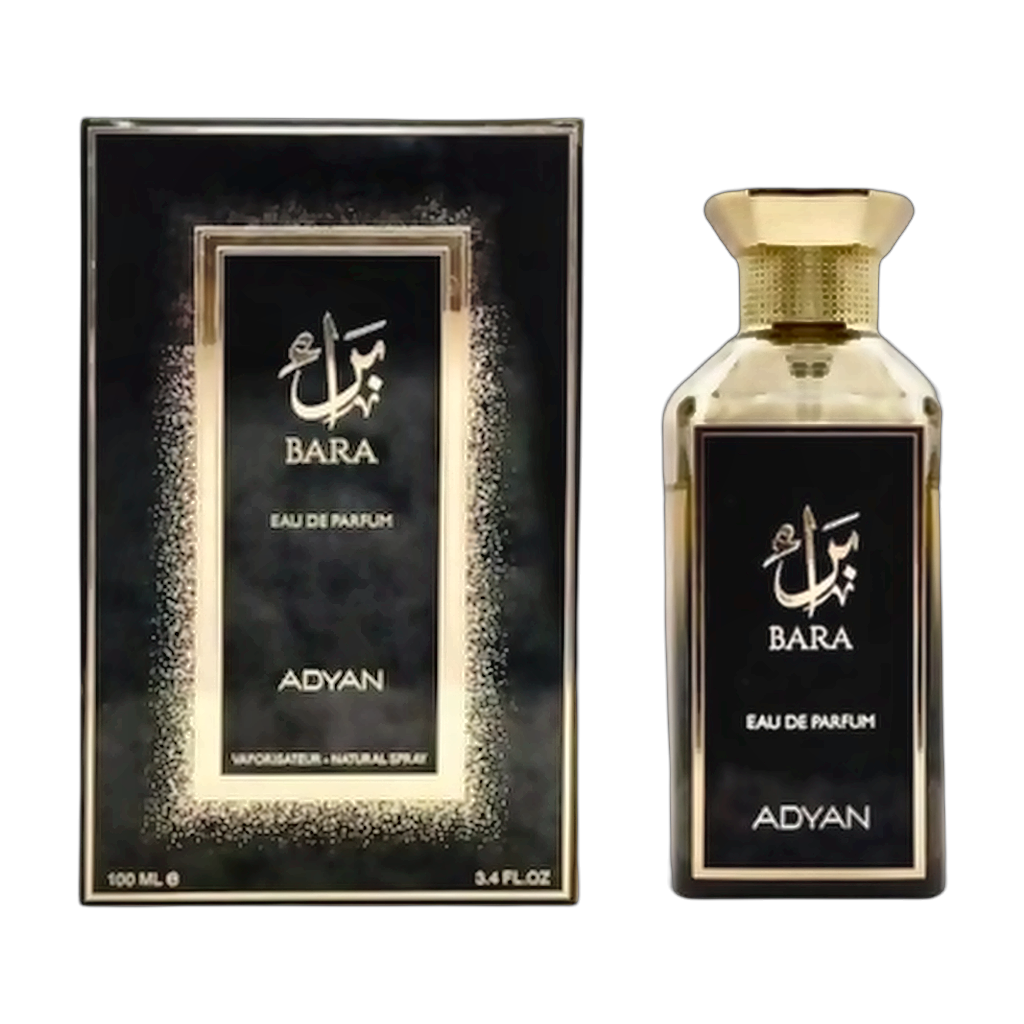 براء
BARA
EAU DE PARFUM
ADYAN
VAPORISATEUR - NATURAL SPRAY
100 ML e
3.4 FL.OZ
براء
BARA
EAU DE PARFUM
ADYAN